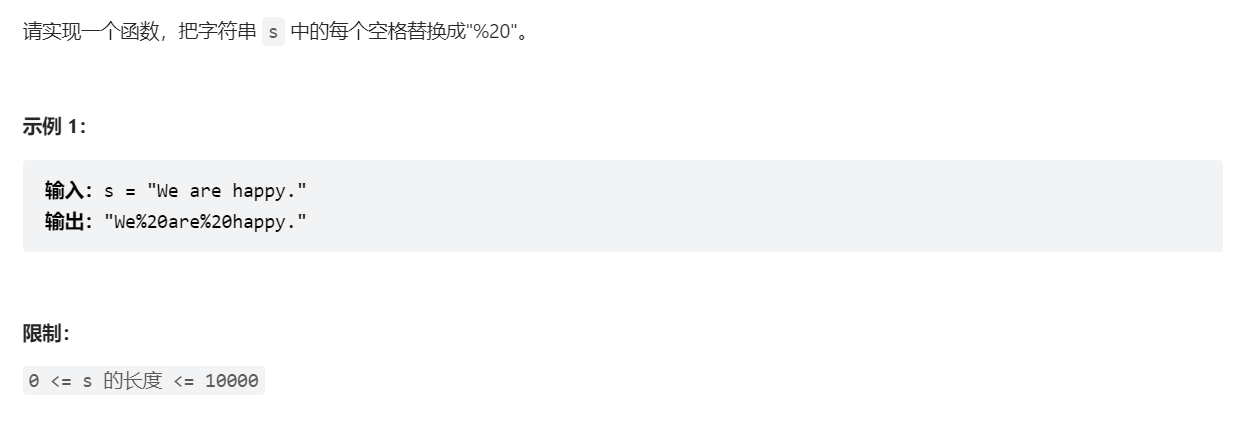 请实现一个函数，把字符串 s 中的每个空格替换成"%20"。
示例 1：
输入：s = "We are happy."
输出："We%20are%20happy."
限制：
0 <= s 的长度 <= 10000